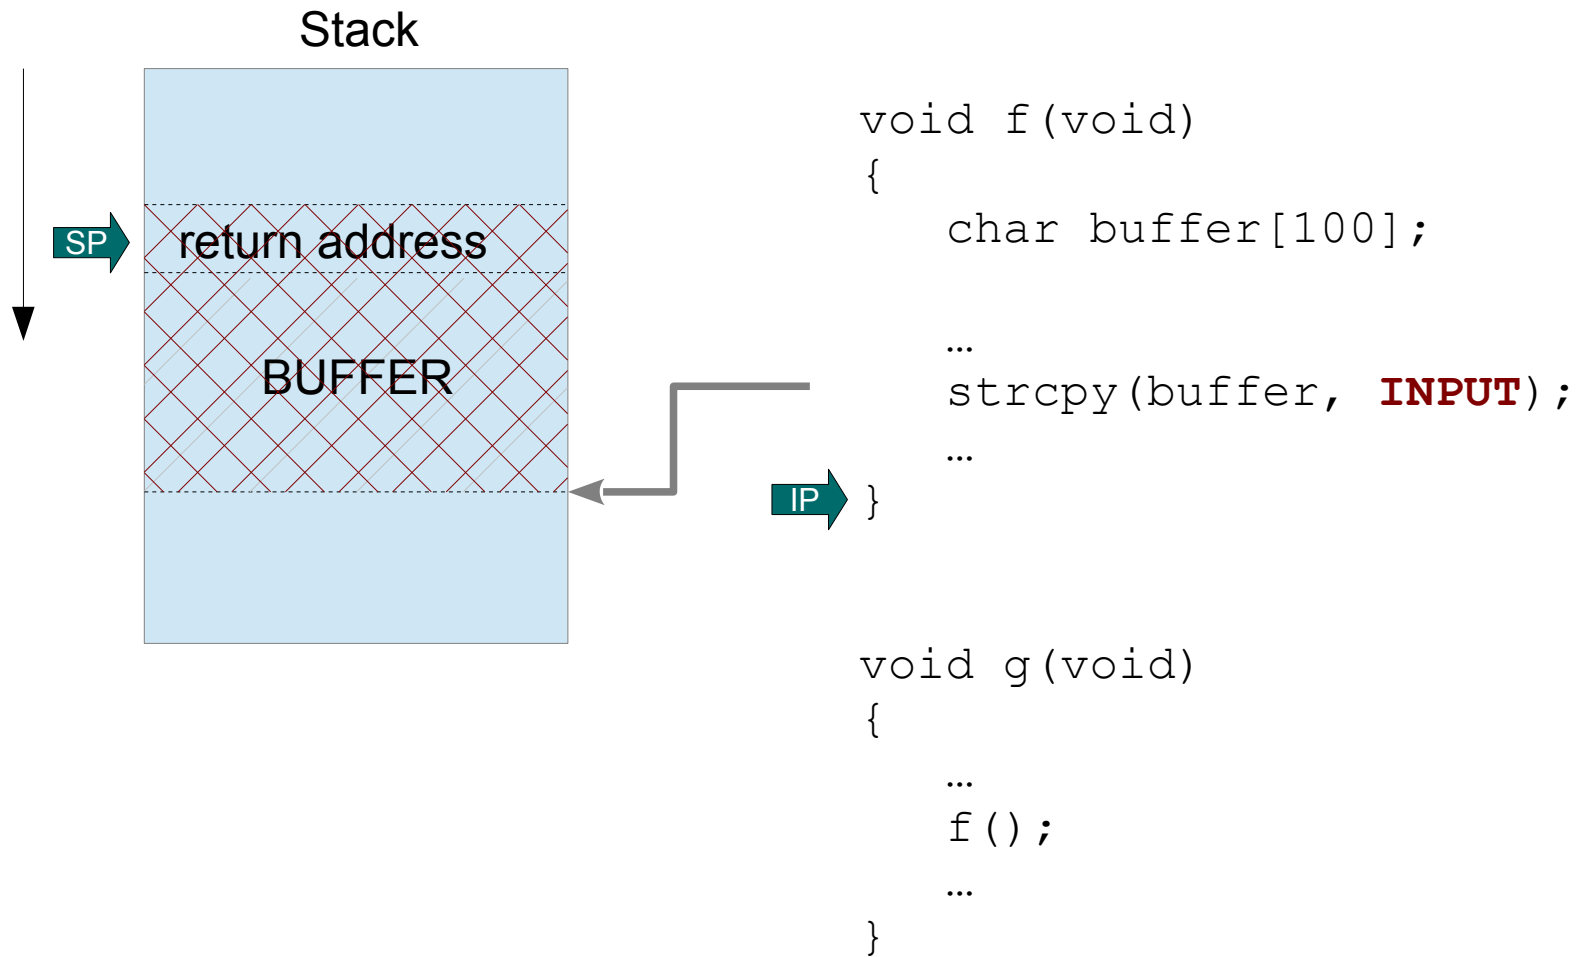 Stack
SP
return address
BUFFER
void f(void)
{
char buffer[100];
…
strcpy(buffer, INPUT);
…
IP
}
void g(void)
{
…
f();
…
}